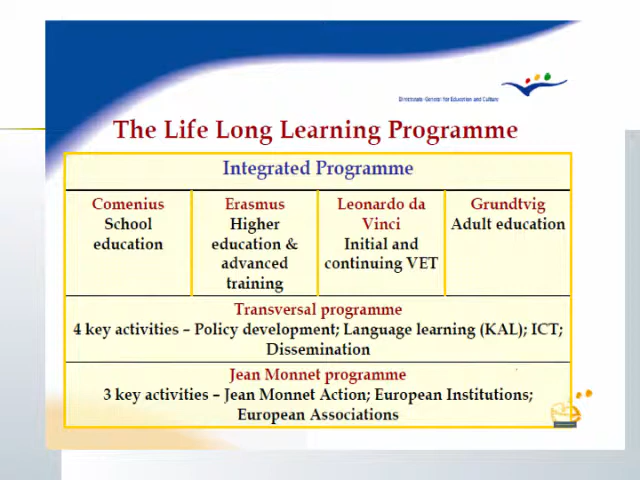 Directorate-General for Education and Culture
The Life Long Learning Programme
Integrated Programme
Comenius
School
education
Erasmus
Higher
education &
advanced
training
Leonardo da
Vinci
Initial and
continuing VET
Grundtvig
Adult education
Transversal programme
4 key activities – Policy development; Language learning (KAL); ICT;
Dissemination
Jean Monnet programme
3 key activities – Jean Monnet Action; European Institutions;
European Associations